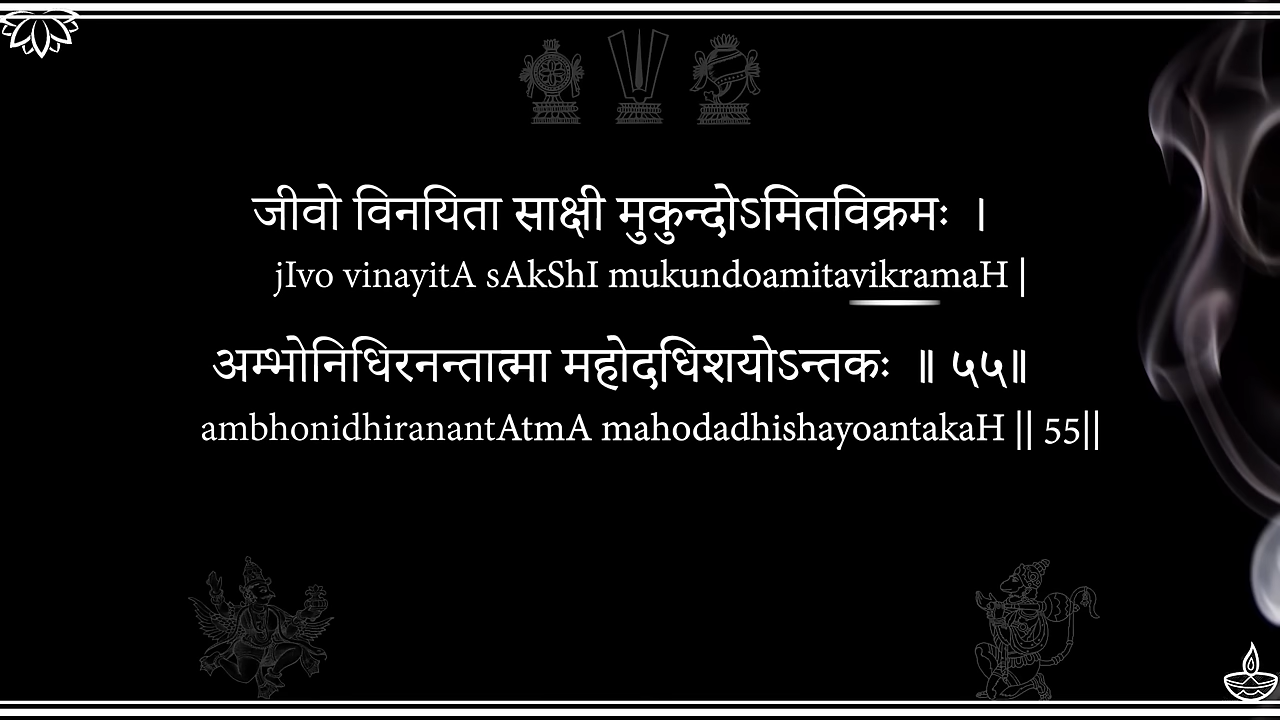 जीवो विनयिता साक्षी मुकुन्दोऽमितविक्रमः ।
jIvo vinayitA sAkShI mukundoamitavikramaH |
अम्भोनिधिरनन्तात्मा महोदधिशयोऽन्तकः ॥ ५५॥
ambhonidhiranantAtmA mahodadhishayoantakaH || 55||